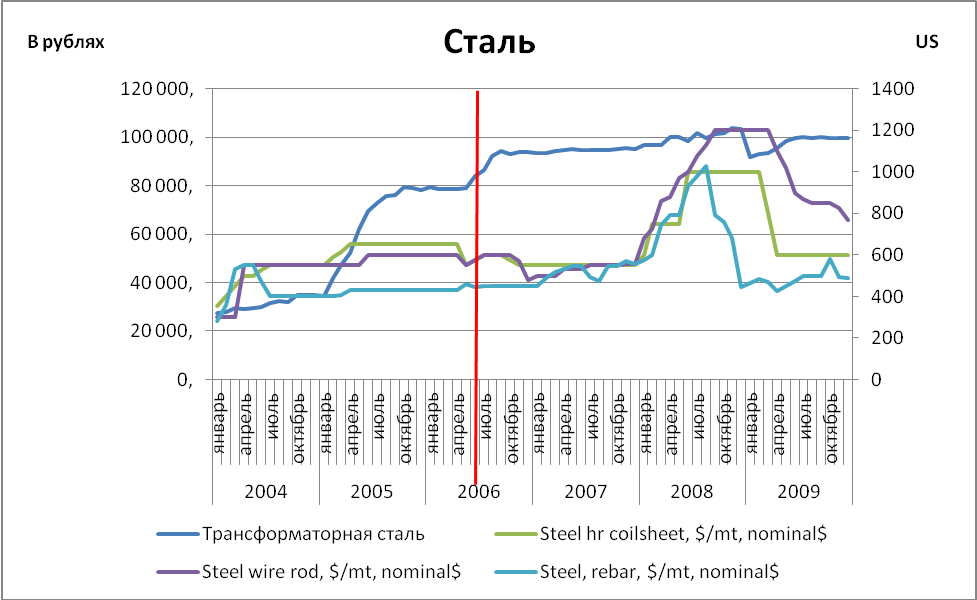 В рублях
Сталь
US
120 000,
100 000,
80 000,
60 000,
40 000,
20 000,
0,
1400
1200
1000
800
600
400
200
0
январь апрель июль октябрь январь апрель июль октябрь январь апрель июль октябрь январь апрель июль октябрь январь апрель июль октябрь январь апрель июль октябрь
2004 2005 2006 2007 2008 2009
Трансформаторная сталь
Steel hr coilsheet, $/mt, nominal$
Steel wire rod, $/mt, nominal$
Steel, rebar, $/mt, nominal$